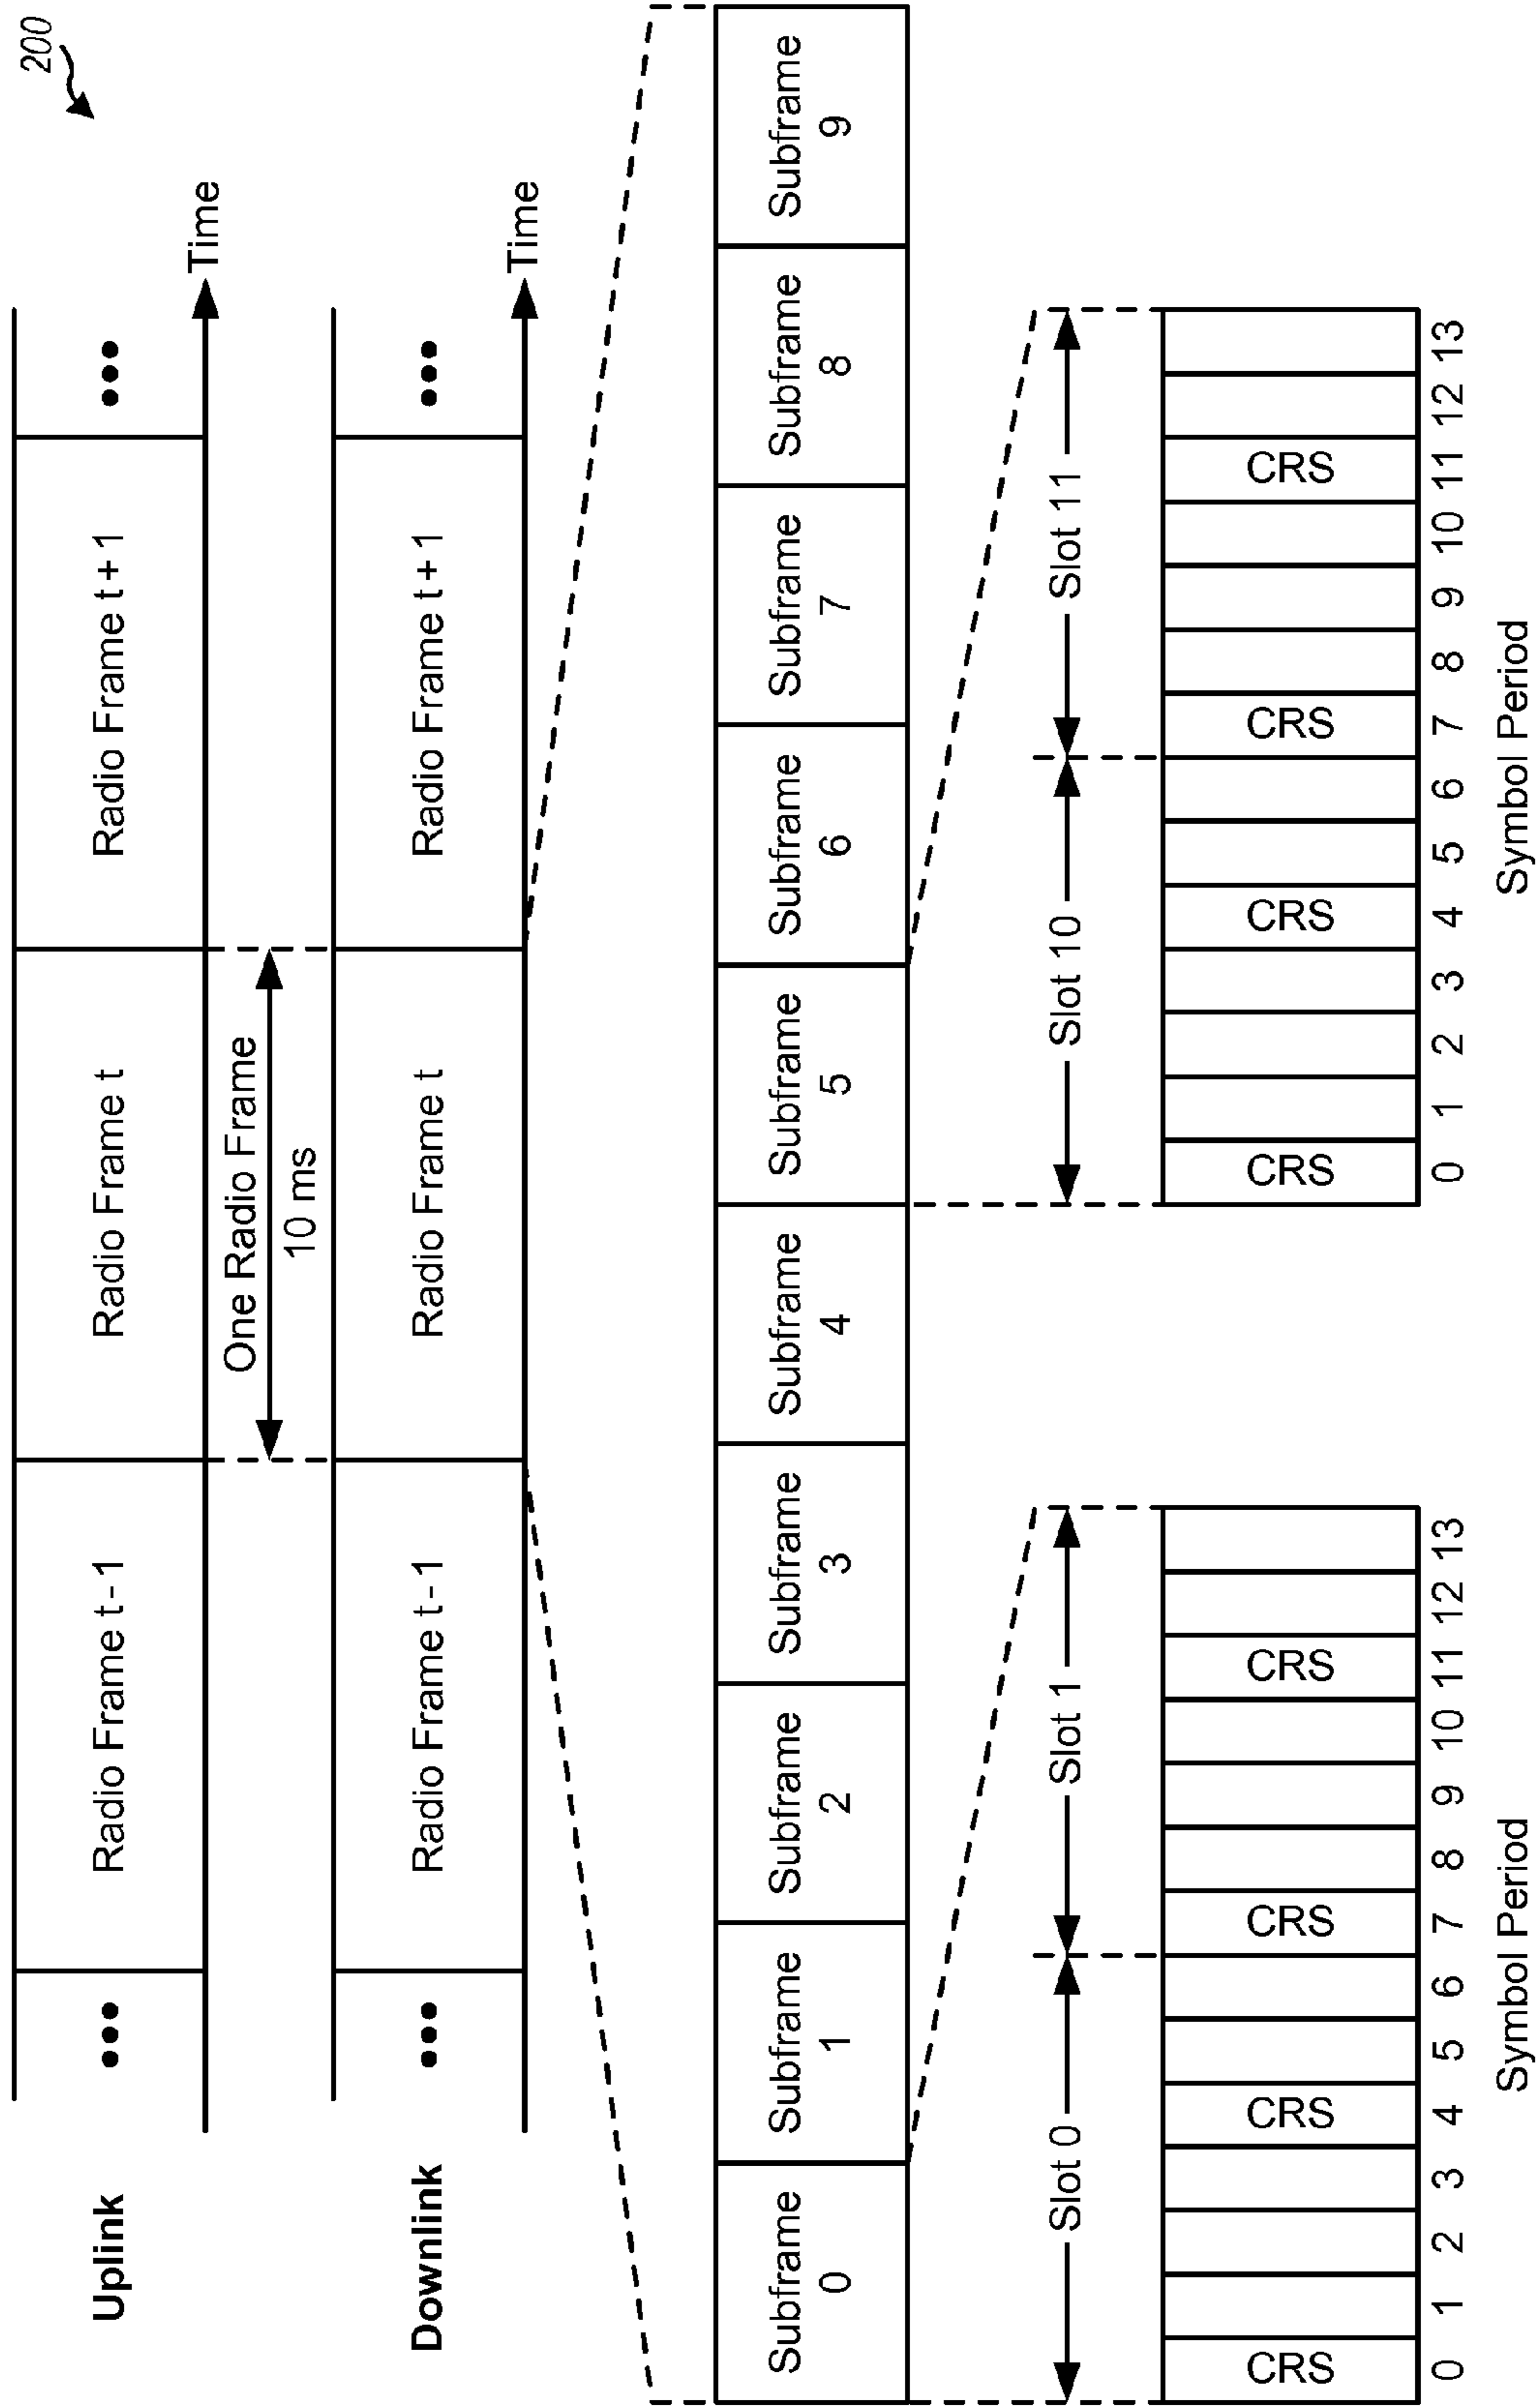 200
Uplink
•••
Radio Frame t - 1
Radio Frame t
Radio Frame t + 1
•••
Time
One Radio Frame
10 ms
Downlink
•••
Radio Frame t - 1
Radio Frame t
Radio Frame t + 1
•••
Time
Subframe
0
Subframe
1
Subframe
2
Subframe
3
Subframe
4
Subframe
5
Subframe
6
Subframe
7
Subframe
8
Subframe
9
Slot 0
Slot 1
CRS
CRS
CRS
CRS
0 1 2 3 4 5 6 7 8 9 10 11 12 13
Symbol Period
Slot 10
Slot 11
CRS
CRS
CRS
CRS
0 1 2 3 4 5 6 7 8 9 10 11 12 13
Symbol Period